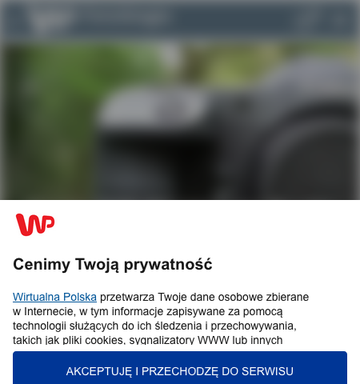 WP
Cenimy Twoją prywatność
Wirtualna Polska przetwarza Twoje dane osobowe zbierane
w Internecie, w tym informacje zapisywane za pomocą
technologii służących do ich śledzenia i przechowywania,
takich jak pliki cookies, sygnalizatory WWW lub innych
AKCEPTUJĘ I PRZECHODZĘ DO SERWISU